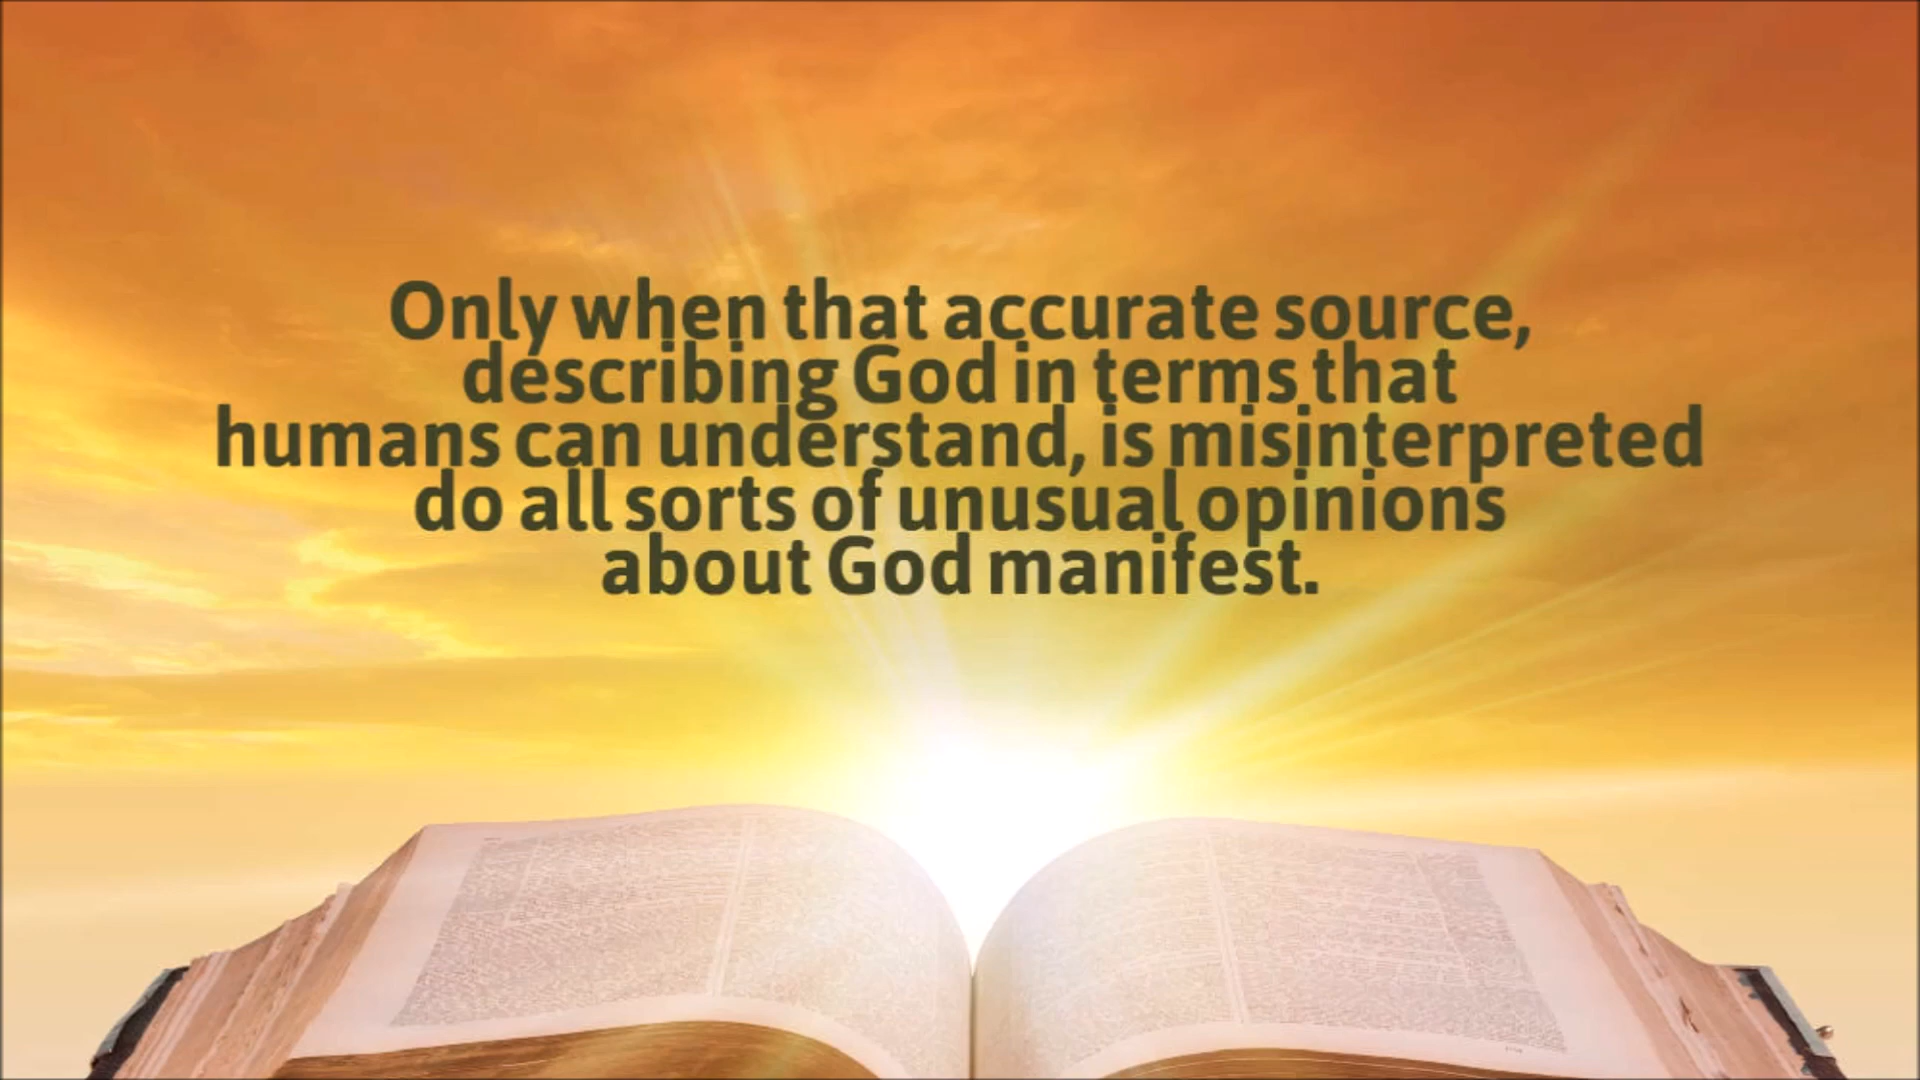 Only when that accurate source,
describing God in terms that
humans can understand, is misinterpreted
do all sorts of unusual opinions
about God manifest.